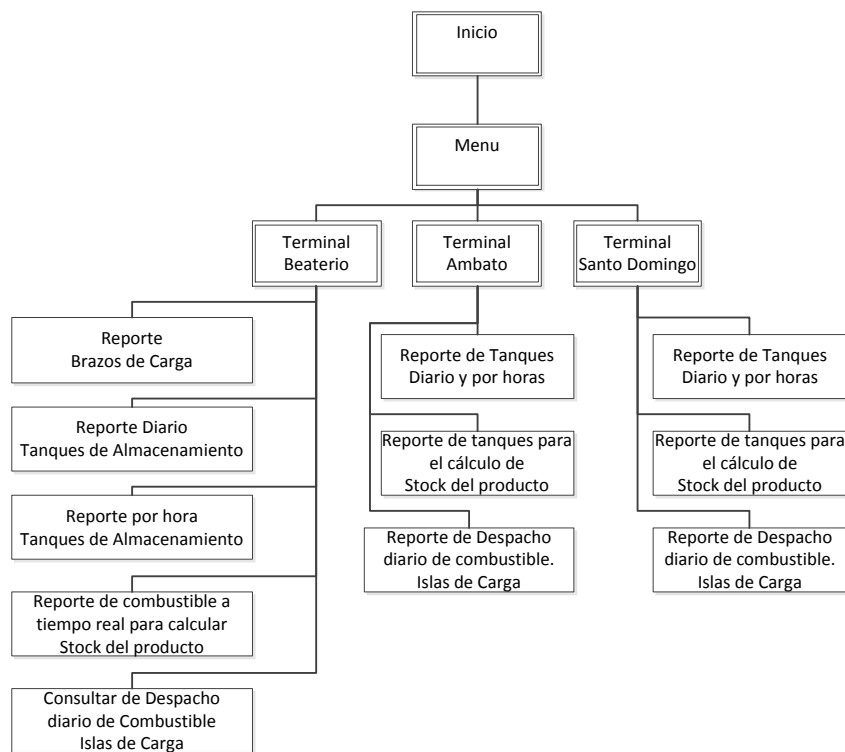 Inicio
Menu
Terminal
Beaterio
Terminal
Ambato
Terminal
Santo Domingo
Reporte
Brazos de Carga
Reporte Diario
Tanques de Almacenamiento
Reporte por hora
Tanques de Almacenamiento
Reporte de combustible a
tiempo real para calcular
Stock del producto
Consultar de Despacho
diario de Combustible
Islas de Carga
Reporte de Tanques
Diario y por horas
Reporte de tanques para
el cálculo de
Stock del producto
Reporte de Despacho
diario de combustible.
Islas de Carga
Reporte de Tanques
Diario y por horas
Reporte de tanques para
el cálculo de
Stock del producto
Reporte de Despacho
diario de combustible.
Islas de Carga